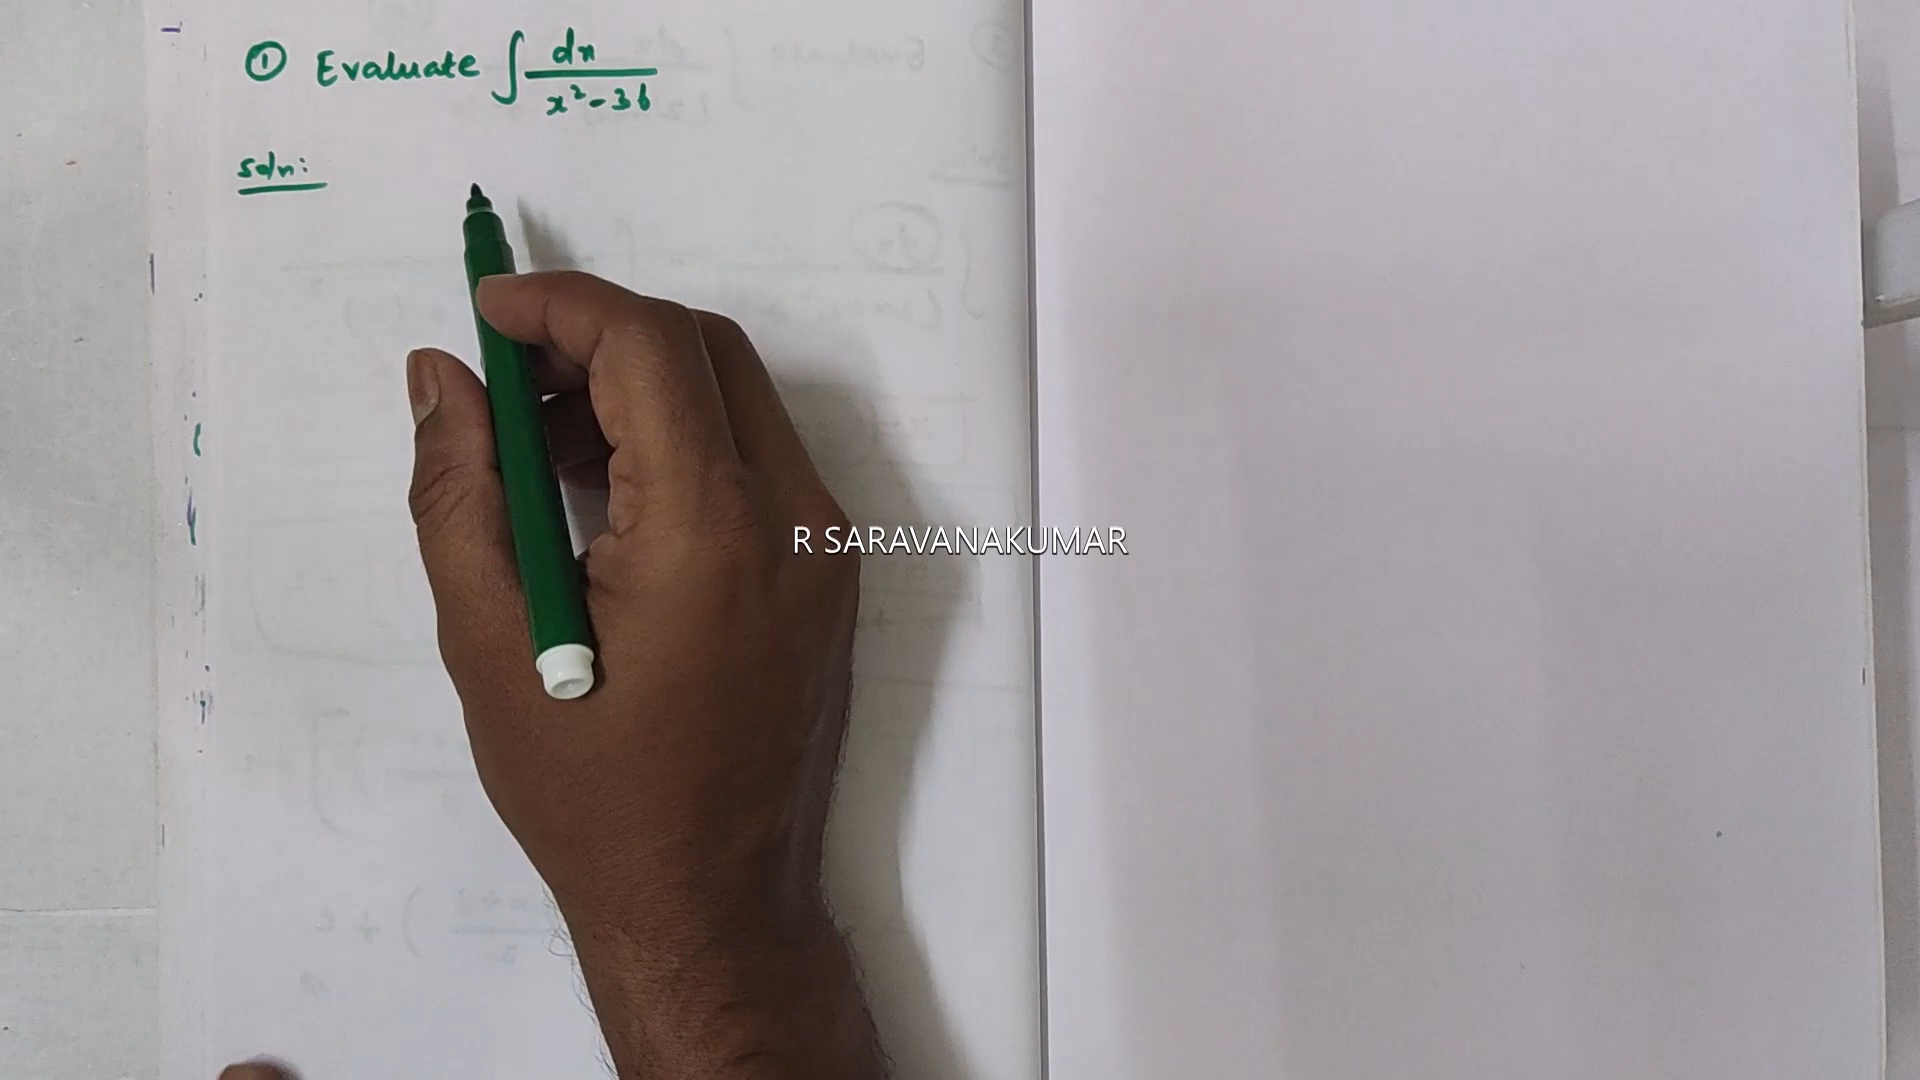 ① Evaluate ∫ dx / x² - 36
Soln:
R SARAVANAKUMAR